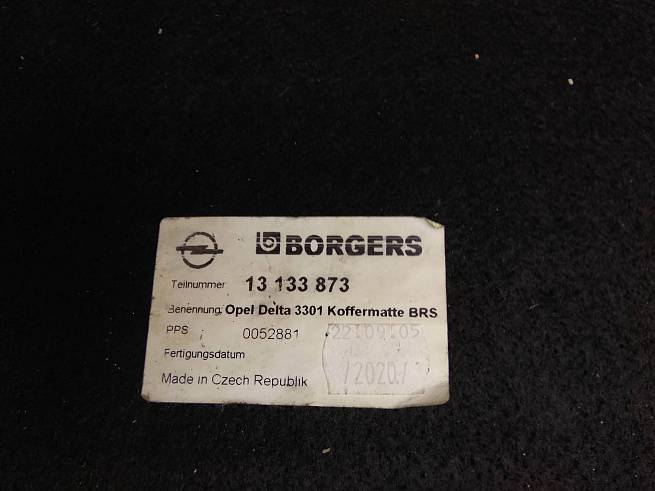 BORGERS
Teilnummer 13 133 873
Benennung Opel Delta 3301 Koffermatte BRS
PPS 0052881 22.09.05
Fertigungsdatum
Made in Czech Republik